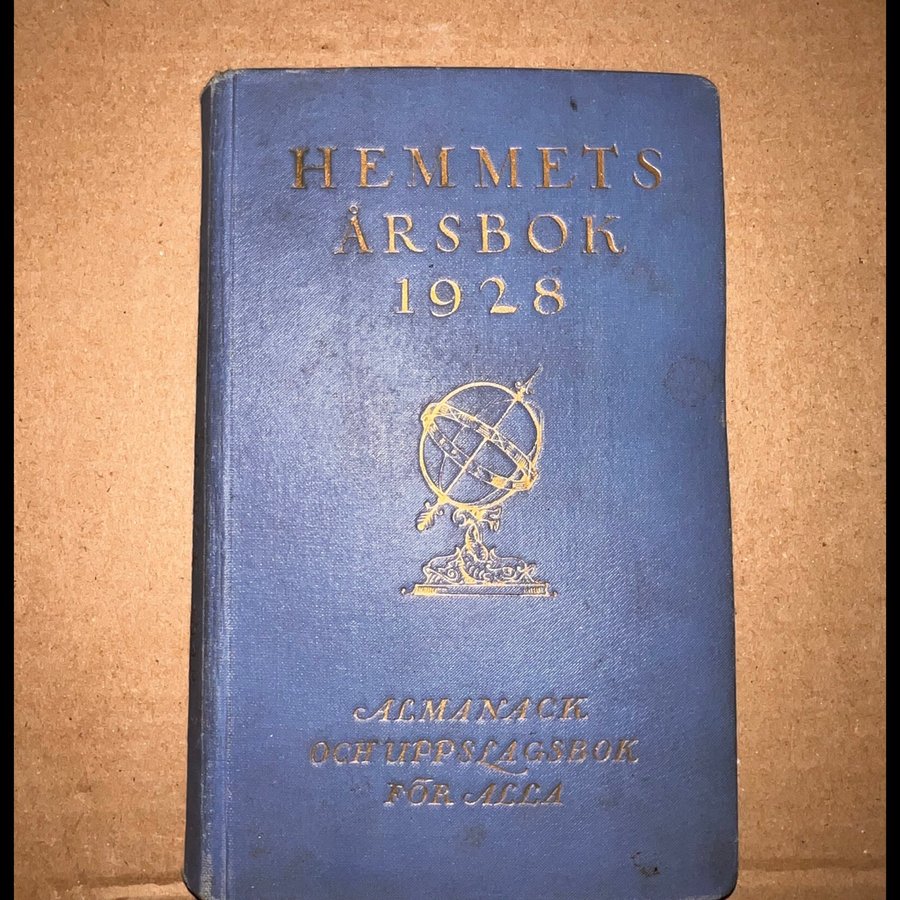 HEMMETS
ÅRSBOK
1928
ALMANACK
OCH UPPSLAGSBOK
FÖR ALLA